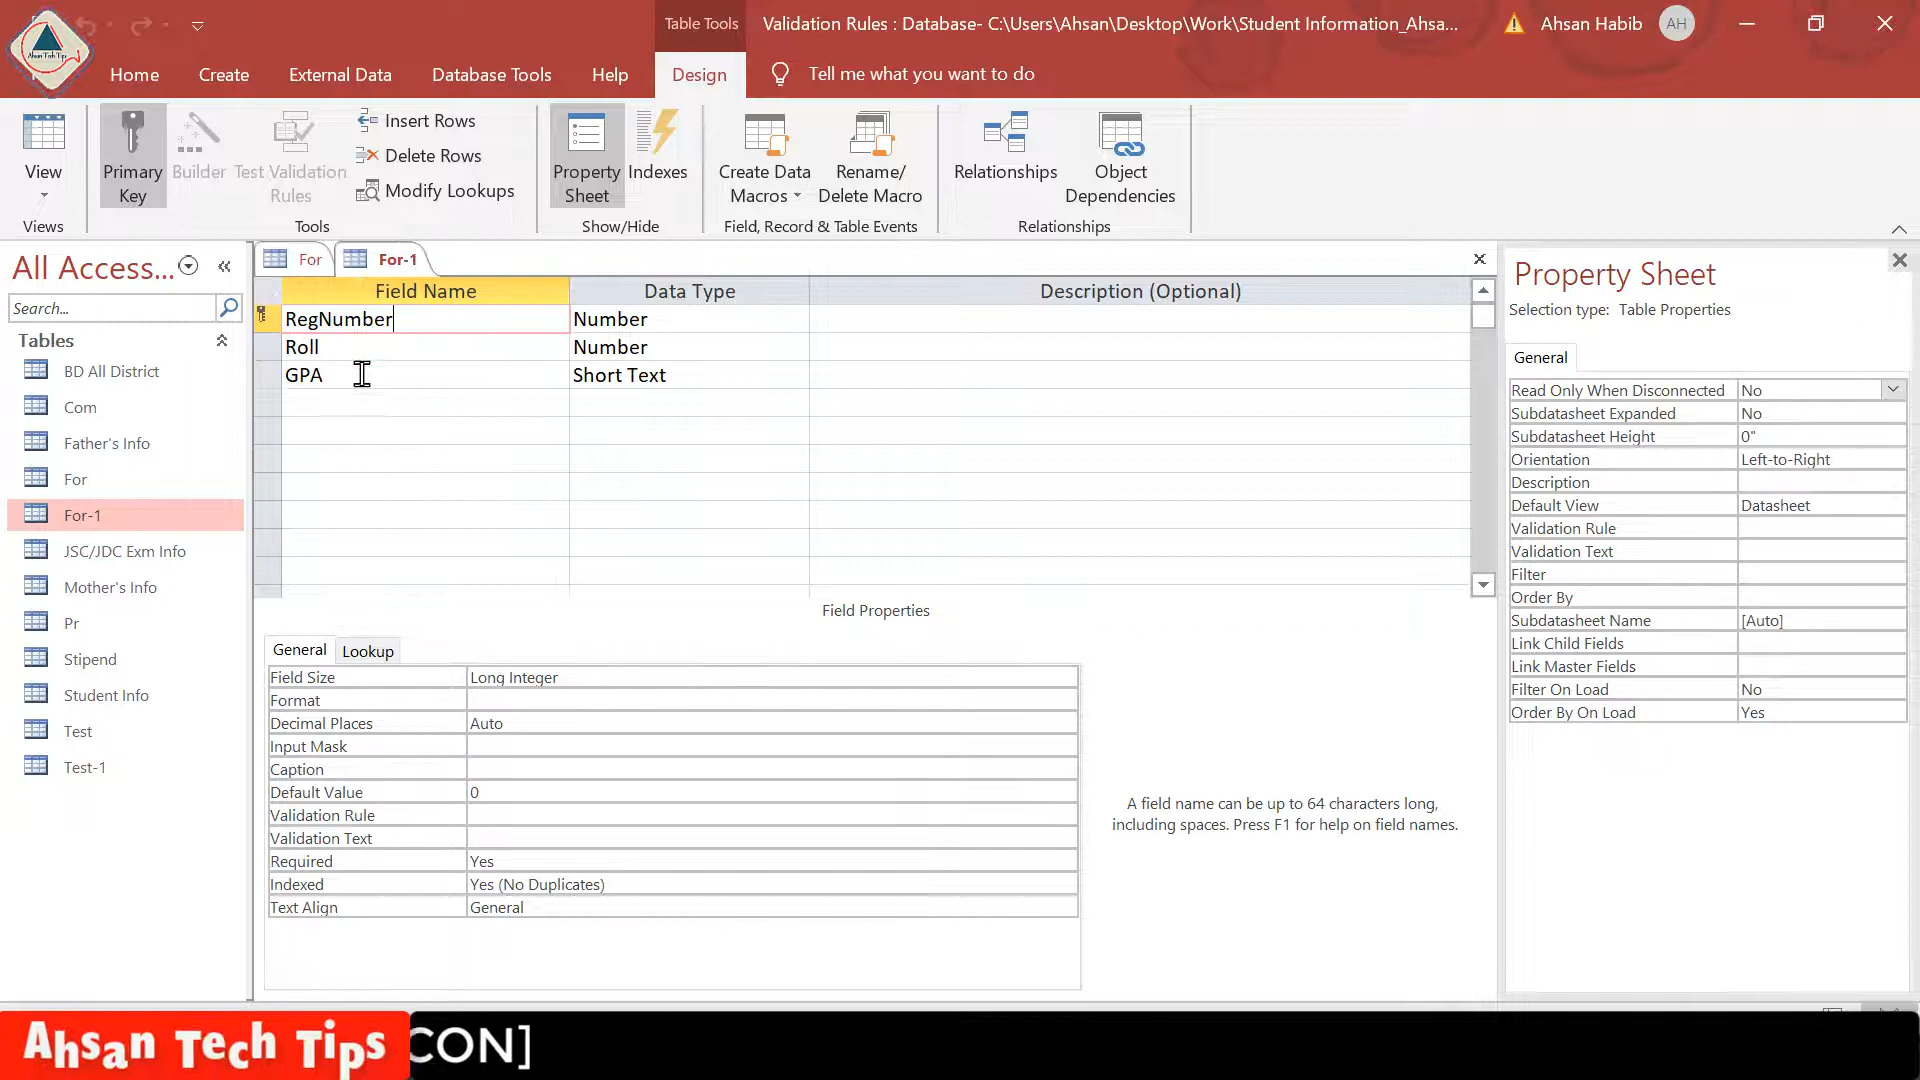 Table Tools
Validation Rules : Database- C:\Users\Ahsan\Desktop\Work\Student Information_Ahsa...
Ahsan Habib
AH
Ahsan Tech Tips
Home
Create
External Data
Database Tools
Help
Design
Tell me what you want to do
View
Primary Key
Builder
Test Validation Rules
Insert Rows
Delete Rows
Modify Lookups
Property Sheet
Indexes
Create Data Macros
Rename/ Delete Macro
Relationships
Object Dependencies
Views
Tools
Show/Hide
Field, Record & Table Events
Relationships
All Access...
Search...
Tables
BD All District
Com
Father's Info
For
For-1
JSC/JDC Exm Info
Mother's Info
Pr
Stipend
Student Info
Test
Test-1
For
For-1
Field Name Data Type Description (Optional)
RegNumber Number
Roll Number
GPA Short Text
Field Properties
General Lookup
Field Size Long Integer
Format
Decimal Places Auto
Input Mask
Caption
Default Value 0
Validation Rule
Validation Text
Required Yes
Indexed Yes (No Duplicates)
Text Align General
A field name can be up to 64 characters long,
including spaces. Press F1 for help on field names.
Property Sheet
Selection type: Table Properties
General
Read Only When Disconnected No
Subdatasheet Expanded No
Subdatasheet Height 0"
Orientation Left-to-Right
Description
Default View Datasheet
Validation Rule
Validation Text
Filter
Order By
Subdatasheet Name [Auto]
Link Child Fields
Link Master Fields
Filter On Load No
Order By On Load Yes
Ahsan Tech Tips
CON]